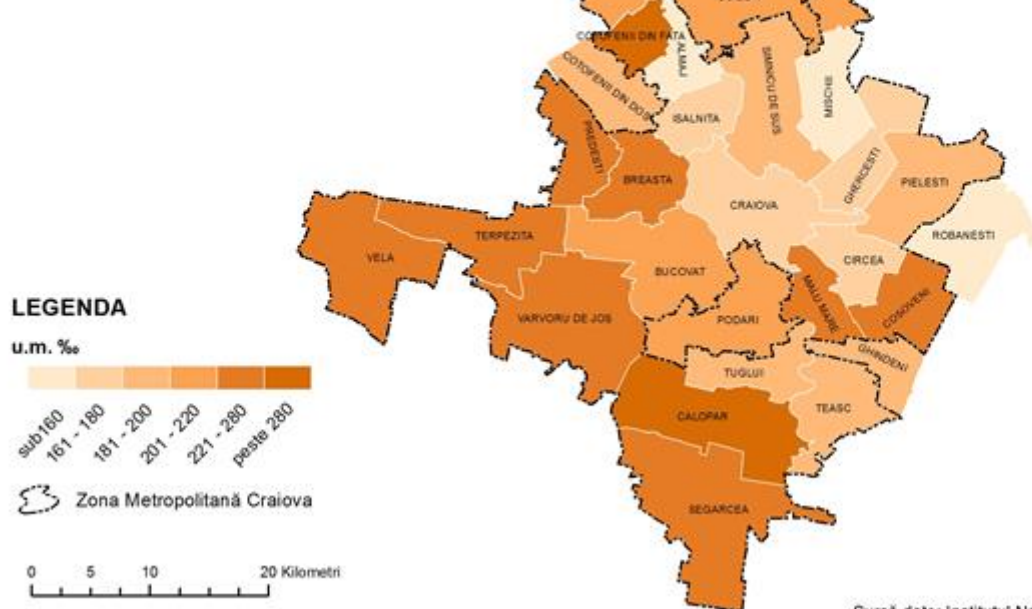 COTOFENII DIN FATA
ALMAJ
COTOFENII DIN DOS
SIMNICU DE SUS
MISCHII
ISALNITA
PREDESTI
BREASTA
GHERCESTI
PIELESTI
CRAIOVA
ROBANESTI
TERPEZITA
VELA
BUCOVAT
CIRCEA
MALU MARE
COSOVENI
VARVORU DE JOS
PODARI
GHINDENI
TUGLUI
TEASC
CALOPAR
SEGARCEA
LEGENDA
u.m. ‰
sub160
161 - 180
181 - 200
201 - 220
221 - 280
peste 280
Zona Metropolitană Craiova
0 5 10 20 Kilometri